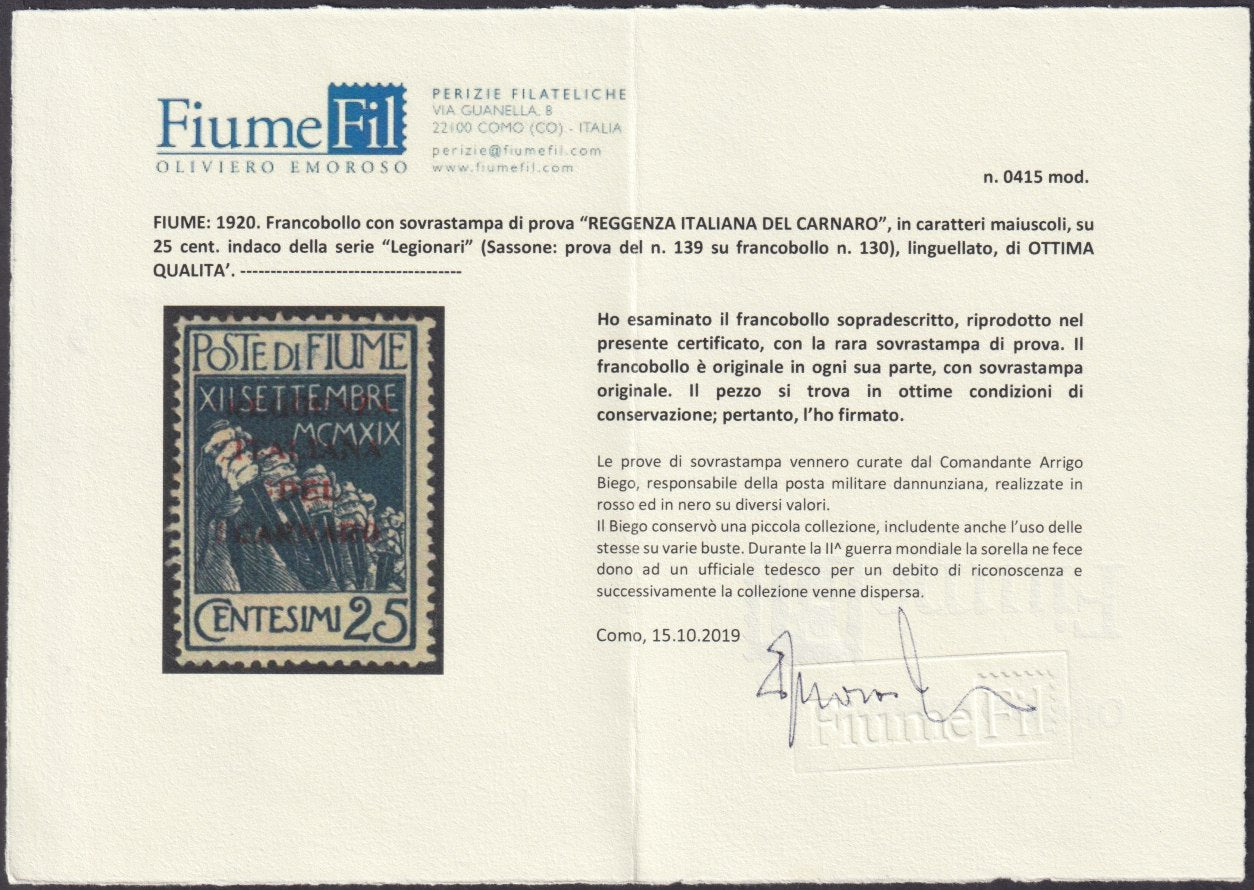 FiumeFil
OLIVIERO EMOROSO
PERIZIE FILATELICHE
VIA GUANELLA, 8
22100 COMO (CO) - ITALIA
perizie@fiumefil.com
www.fiumefil.com
n. 0415 mod.
FIUME: 1920. Francobollo con sovrastampa di prova “REGGENZA ITALIANA DEL CARNARO”, in caratteri maiuscoli, su
25 cent. indaco della serie “Legionari” (Sassone: prova del n. 139 su francobollo n. 130), linguellato, di OTTIMA
QUALITA’. -------------------------------------
POSTE DI FIUME
XII SETTEMBRE
MCMXIX
ITALIANA
DEL
CARNARO
CENTESIMI 25
Ho esaminato il francobollo sopradescritto, riprodotto nel
presente certificato, con la rara sovrastampa di prova. Il
francobollo è originale in ogni sua parte, con sovrastampa
originale. Il pezzo si trova in ottime condizioni di
conservazione; pertanto, l’ho firmato.
Le prove di sovrastampa vennero curate dal Comandante Arrigo
Biego, responsabile della posta militare dannunziana, realizzate in
rosso ed in nero su diversi valori.
Il Biego conservò una piccola collezione, includente anche l’uso delle
stesse su varie buste. Durante la II^ guerra mondiale la sorella ne fece
dono ad un ufficiale tedesco per un debito di riconoscenza e
successivamente la collezione venne dispersa.
Como, 15.10.2019
FiumeFil